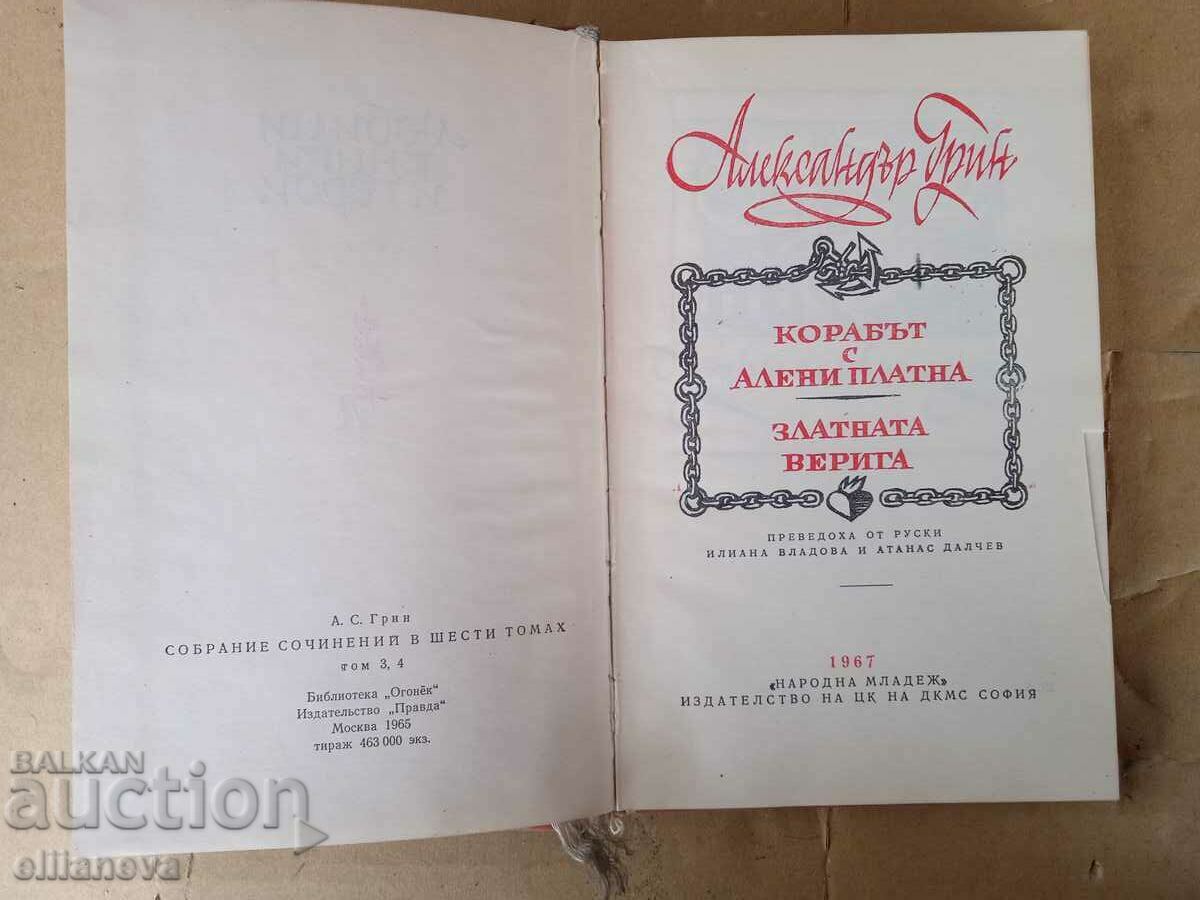 А. С. Грин
СОБРАНИЕ СОЧИНЕНИЙ В ШЕСТИ ТОМАХ
том 3, 4
Библиотека „Огонёк"
Издательство „Правда"
Москва 1965
тираж 463 000 экз.
Александър Грин
КОРАБЪТ
С
АЛЕНИ ПЛАТНА
ЗЛАТНАТА
ВЕРИГА
ПРЕВЕДОХА ОТ РУСКИ
ИЛИАНА ВЛАДОВА И АТАНАС ДАЛЧЕВ
1967
«НАРОДНА МЛАДЕЖ»
ИЗДАТЕЛСТВО НА ЦК НА ДКМС СОФИЯ
BALKAN
auction
ellianova